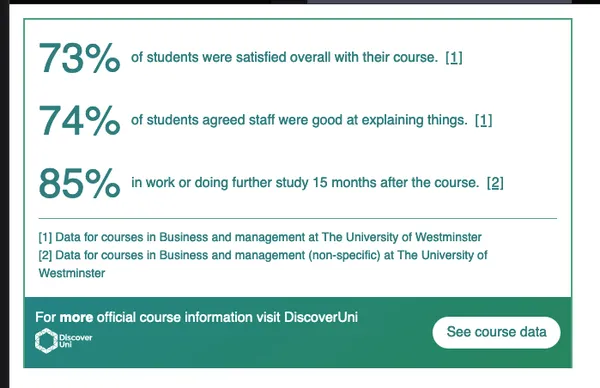 73% of students were satisfied overall with their course. [1]
74% of students agreed staff were good at explaining things. [1]
85% in work or doing further study 15 months after the course. [2]
[1] Data for courses in Business and management at The University of Westminster
[2] Data for courses in Business and management (non-specific) at The University of
Westminster
For more official course information visit DiscoverUni
Discover
Uni
See course data